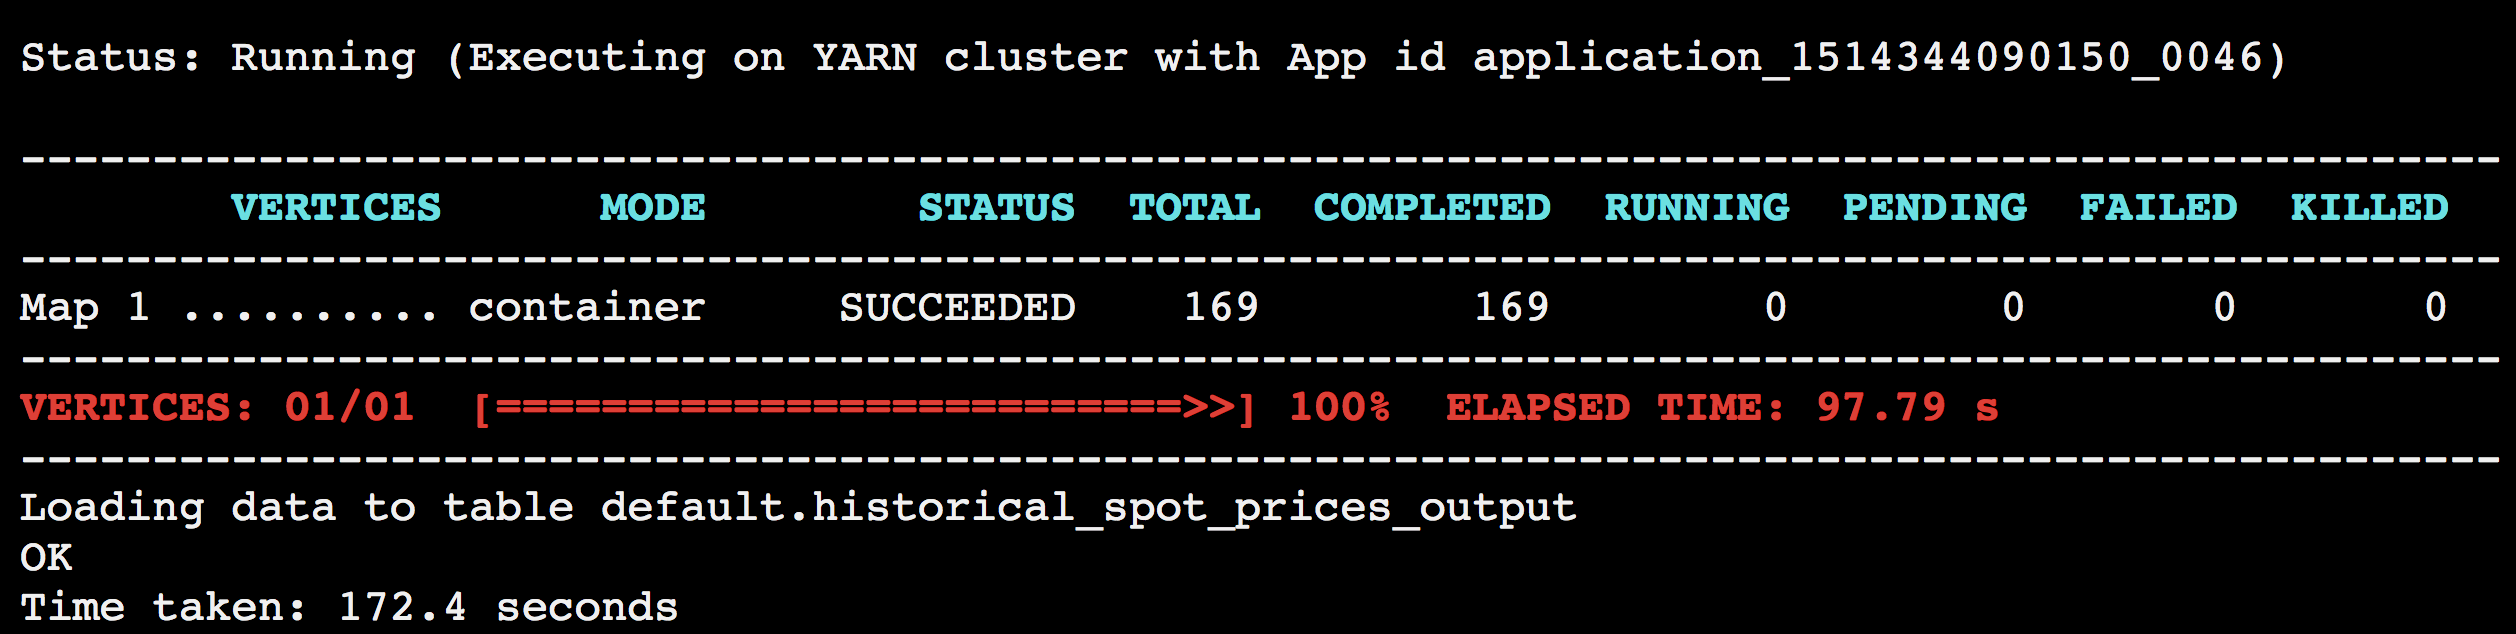 Status: Running (Executing on YARN cluster with App id application_1514344090150_0046)
----------------------------------------------------------------------------------------------
        VERTICES      MODE        STATUS  TOTAL  COMPLETED  RUNNING  PENDING  FAILED  KILLED
----------------------------------------------------------------------------------------------
Map 1 .......... container     SUCCEEDED    169        169        0        0       0       0
----------------------------------------------------------------------------------------------
VERTICES: 01/01  [==========================>>] 100%  ELAPSED TIME: 97.79 s
----------------------------------------------------------------------------------------------
Loading data to table default.historical_spot_prices_output
OK
Time taken: 172.4 seconds